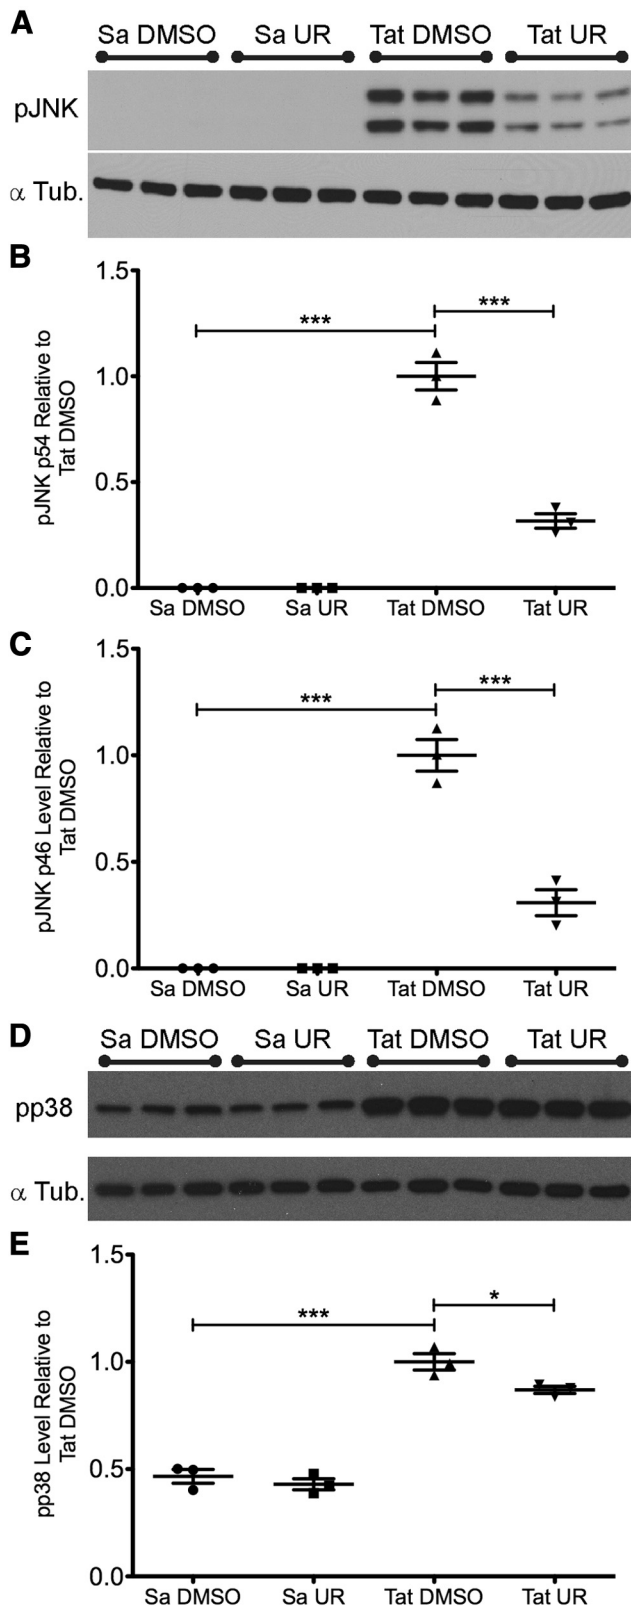 A
Sa DMSO Sa UR Tat DMSO Tat UR
pJNK
α Tub.
B
pJNK p54 Relative to
Tat DMSO
1.5
***
***
1.0
0.5
0.0
Sa DMSO Sa UR Tat DMSO Tat UR
C
pJNK p46 Level Relative to
Tat DMSO
1.5
***
***
1.0
0.5
0.0
Sa DMSO Sa UR Tat DMSO Tat UR
D
Sa DMSO Sa UR Tat DMSO Tat UR
pp38
α Tub.
E
pp38 Level Relative to
Tat DMSO
1.5
*
***
1.0
0.5
0.0
Sa DMSO Sa UR Tat DMSO Tat UR